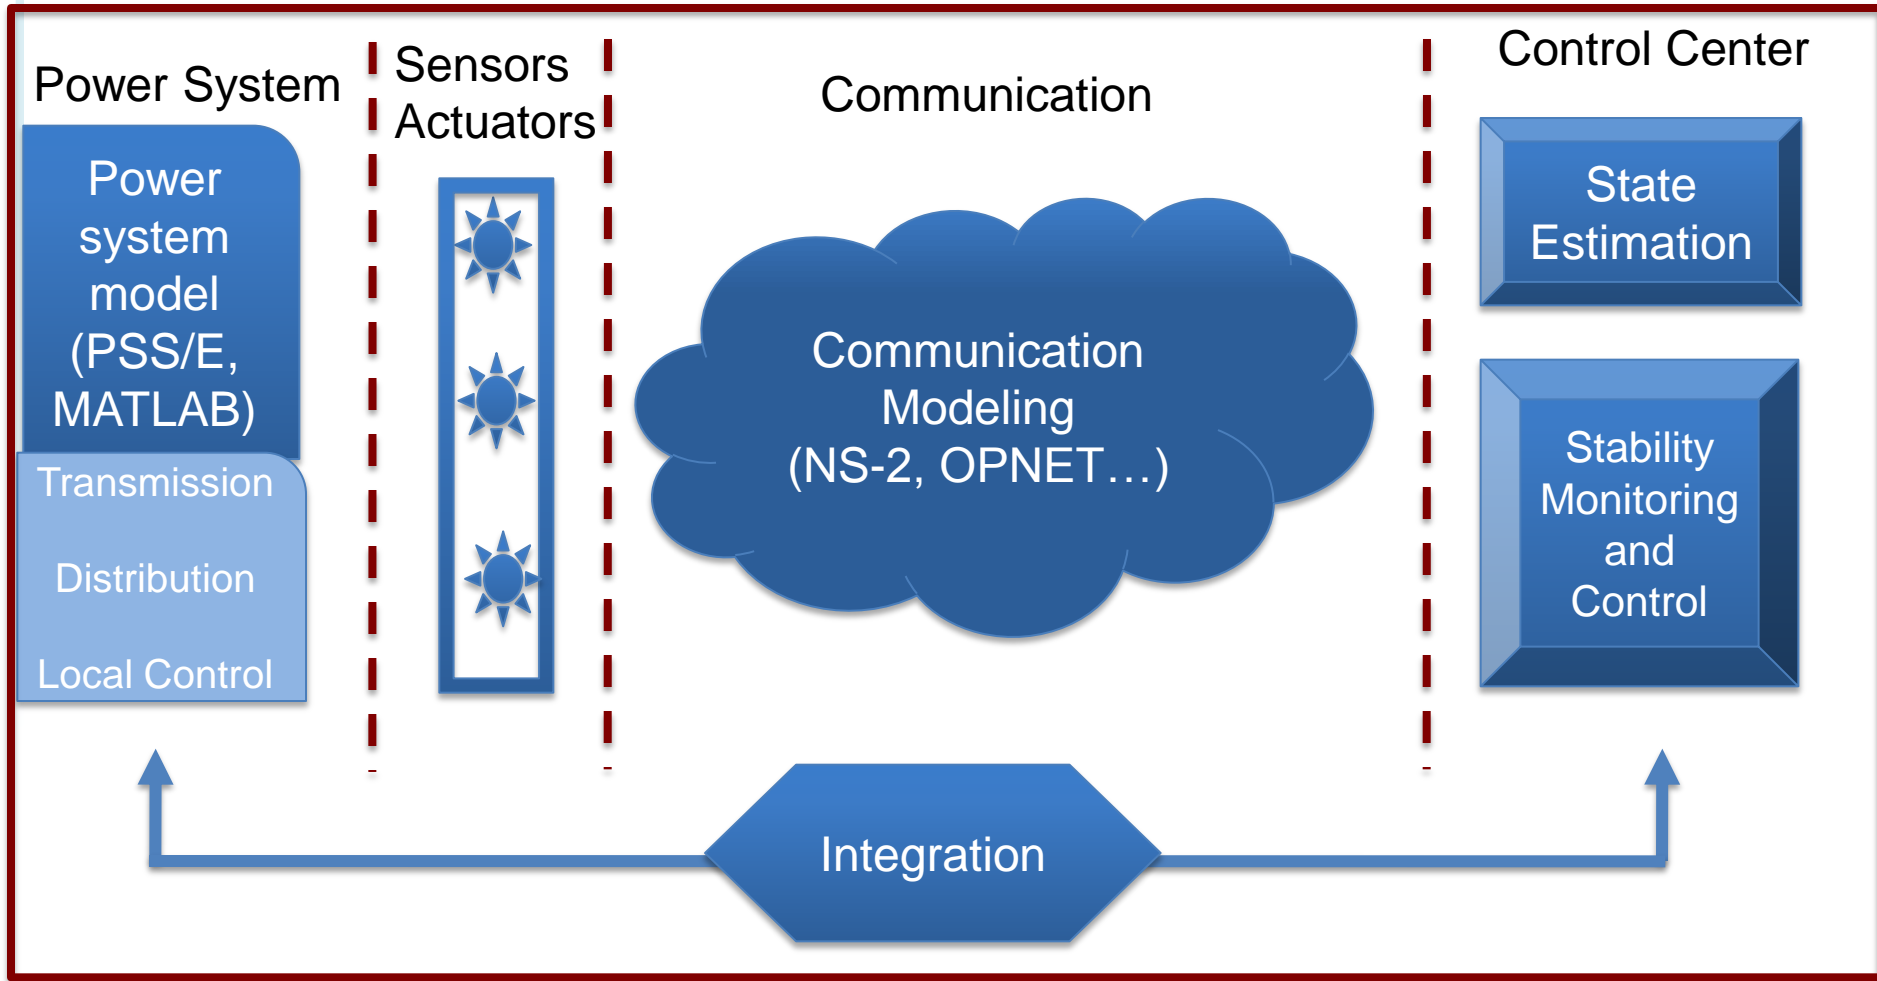 Power System
Power
system
model
(PSS/E,
MATLAB)
Transmission
Distribution
Local Control
Sensors
Actuators
Communication
Communication
Modeling
(NS-2, OPNET…)
Control Center
State
Estimation
Stability
Monitoring
and
Control
Integration